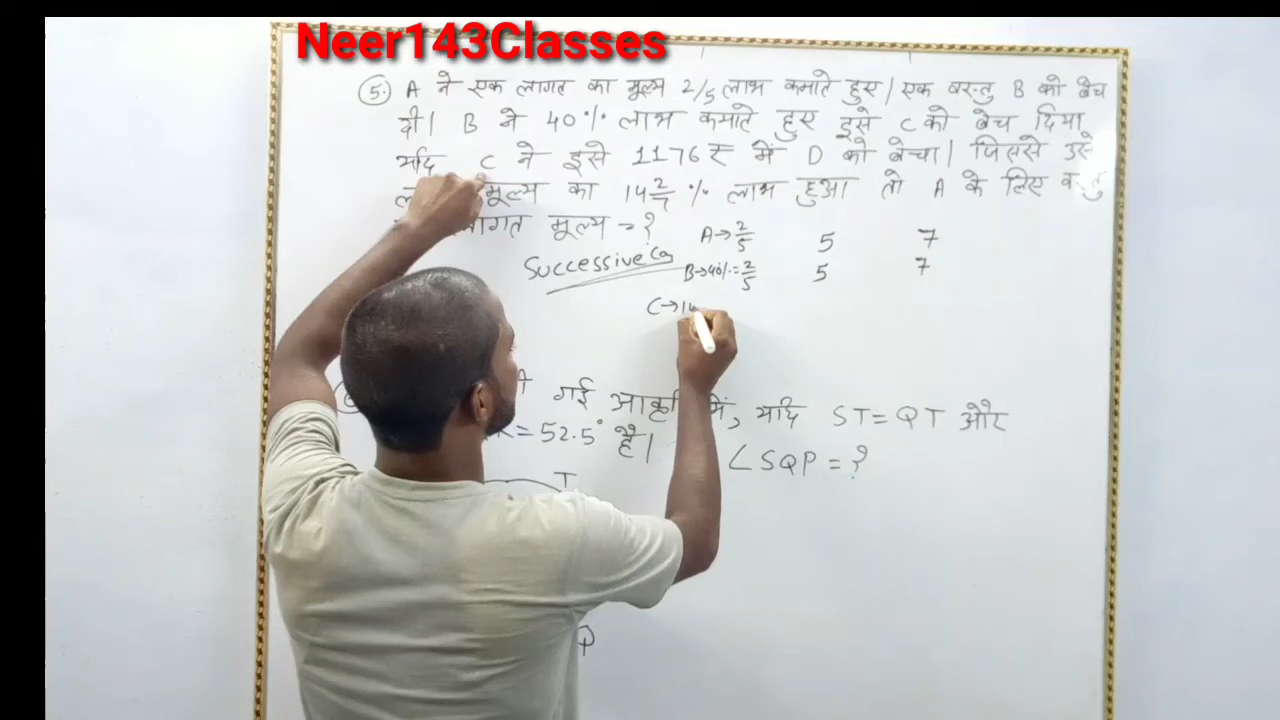 Neer143Classes
5. A ने एक लागत का मूल्य 2/5 लाभ कमाते हुए। एक वस्तु B को बेच
दी। B ने 40% लाभ कमाते हुए इसे C को बेच दिया
यदि C ने इसे 1176₹ में D को बेचा। जिससे उसे
मूल्य का 14 2/7 % लाभ हुआ तो A के लिए वस्तु
लागत मूल्य = ?
A→2/5 5 7
Successive
B→40%=2/5 5 7
C→14
गई आकृति में, यदि ST=QT और
=52.5° है। ∠SQP=?
T
P